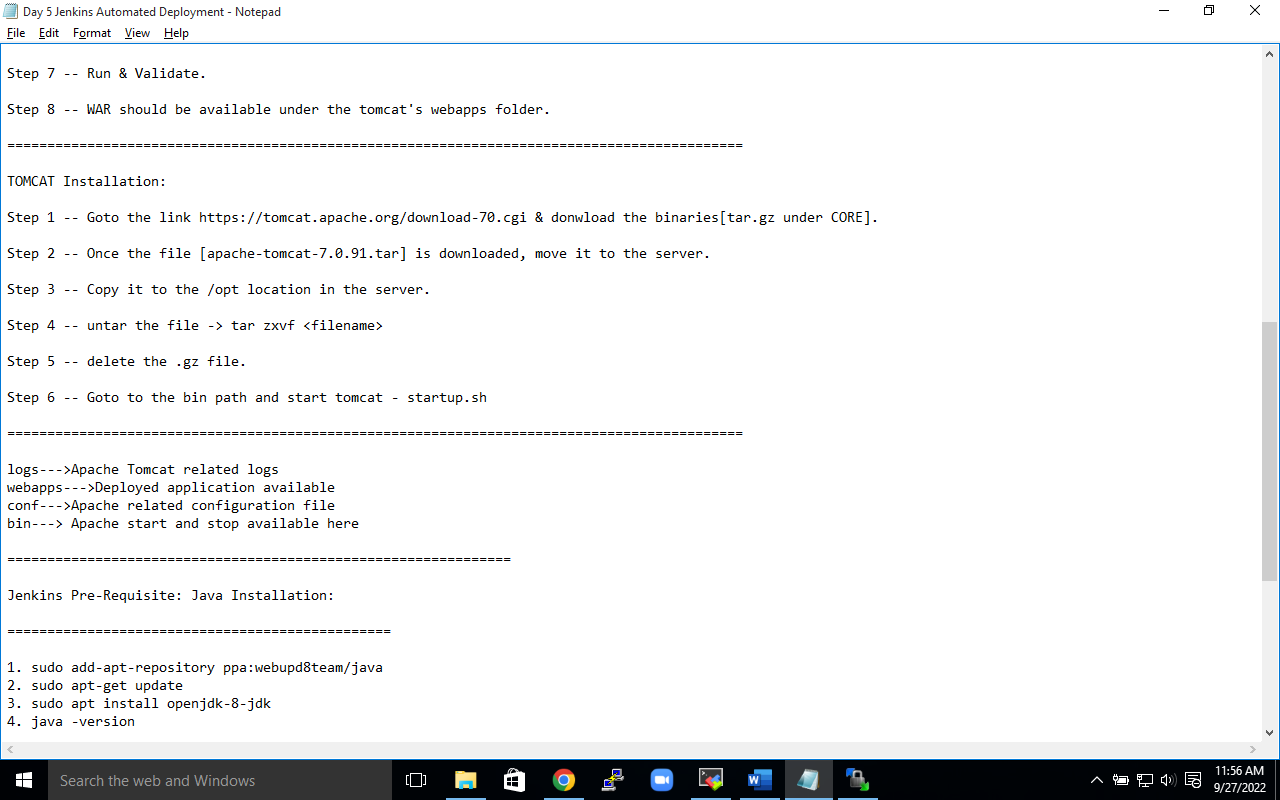 Day 5 Jenkins Automated Deployment - Notepad
File Edit Format View Help
Step 7 -- Run & Validate.
Step 8 -- WAR should be available under the tomcat's webapps folder.
============================================================================================
TOMCAT Installation:
Step 1 -- Goto the link https://tomcat.apache.org/download-70.cgi & donwload the binaries[tar.gz under CORE].
Step 2 -- Once the file [apache-tomcat-7.0.91.tar] is downloaded, move it to the server.
Step 3 -- Copy it to the /opt location in the server.
Step 4 -- untar the file -> tar zxvf <filename>
Step 5 -- delete the .gz file.
Step 6 -- Goto to the bin path and start tomcat - startup.sh
============================================================================================
logs--->Apache Tomcat related logs
webapps--->Deployed application available
conf--->Apache related configuration file
bin---> Apache start and stop available here
===============================================================
Jenkins Pre-Requisite: Java Installation:
================================================
1. sudo add-apt-repository ppa:webupd8team/java
2. sudo apt-get update
3. sudo apt install openjdk-8-jdk
4. java -version
Search the web and Windows
11:56 AM
9/27/2022